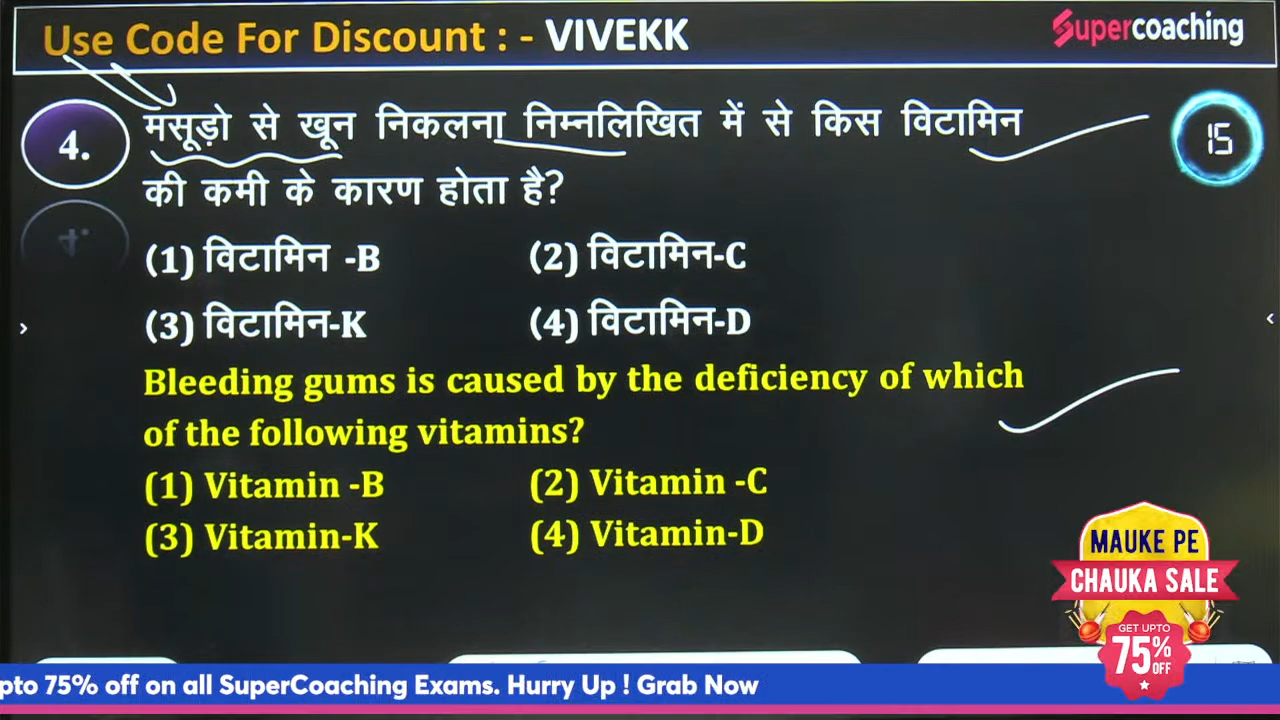 Use Code For Discount : - VIVEKK
Supercoaching
4.
15
मसूड़ो से खून निकलना निम्नलिखित में से किस विटामिन
की कमी के कारण होता है?
(1) विटामिन -B
(2) विटामिन-C
(3) विटामिन-K
(4) विटामिन-D
Bleeding gums is caused by the deficiency of which
of the following vitamins?
(1) Vitamin -B
(2) Vitamin -C
(3) Vitamin-K
(4) Vitamin-D
MAUKE PE
CHAUKA SALE
GET UPTO
75%
OFF
pto 75% off on all SuperCoaching Exams. Hurry Up ! Grab Now